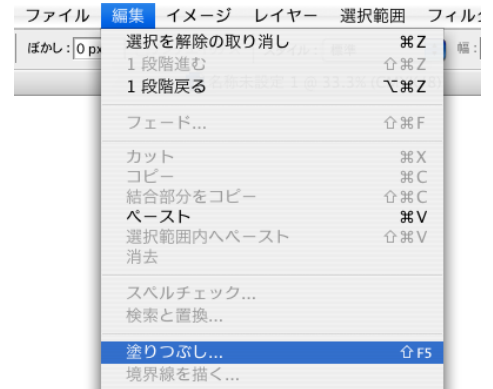 ファイル 編集 イメージ レイヤー 選択範囲
ぼかし: 0 px 幅:
選択を解除の取り消し ⌘Z
1 段階進む ⇧⌘Z
1 段階戻る ⌥⌘Z
フェード... ⇧⌘F
カット ⌘X
コピー ⌘C
結合部分をコピー ⇧⌘C
ペースト ⌘V
選択範囲内へペースト ⇧⌘V
消去
スペルチェック...
検索と置換...
塗りつぶし... ⇧F5
境界線を描く...